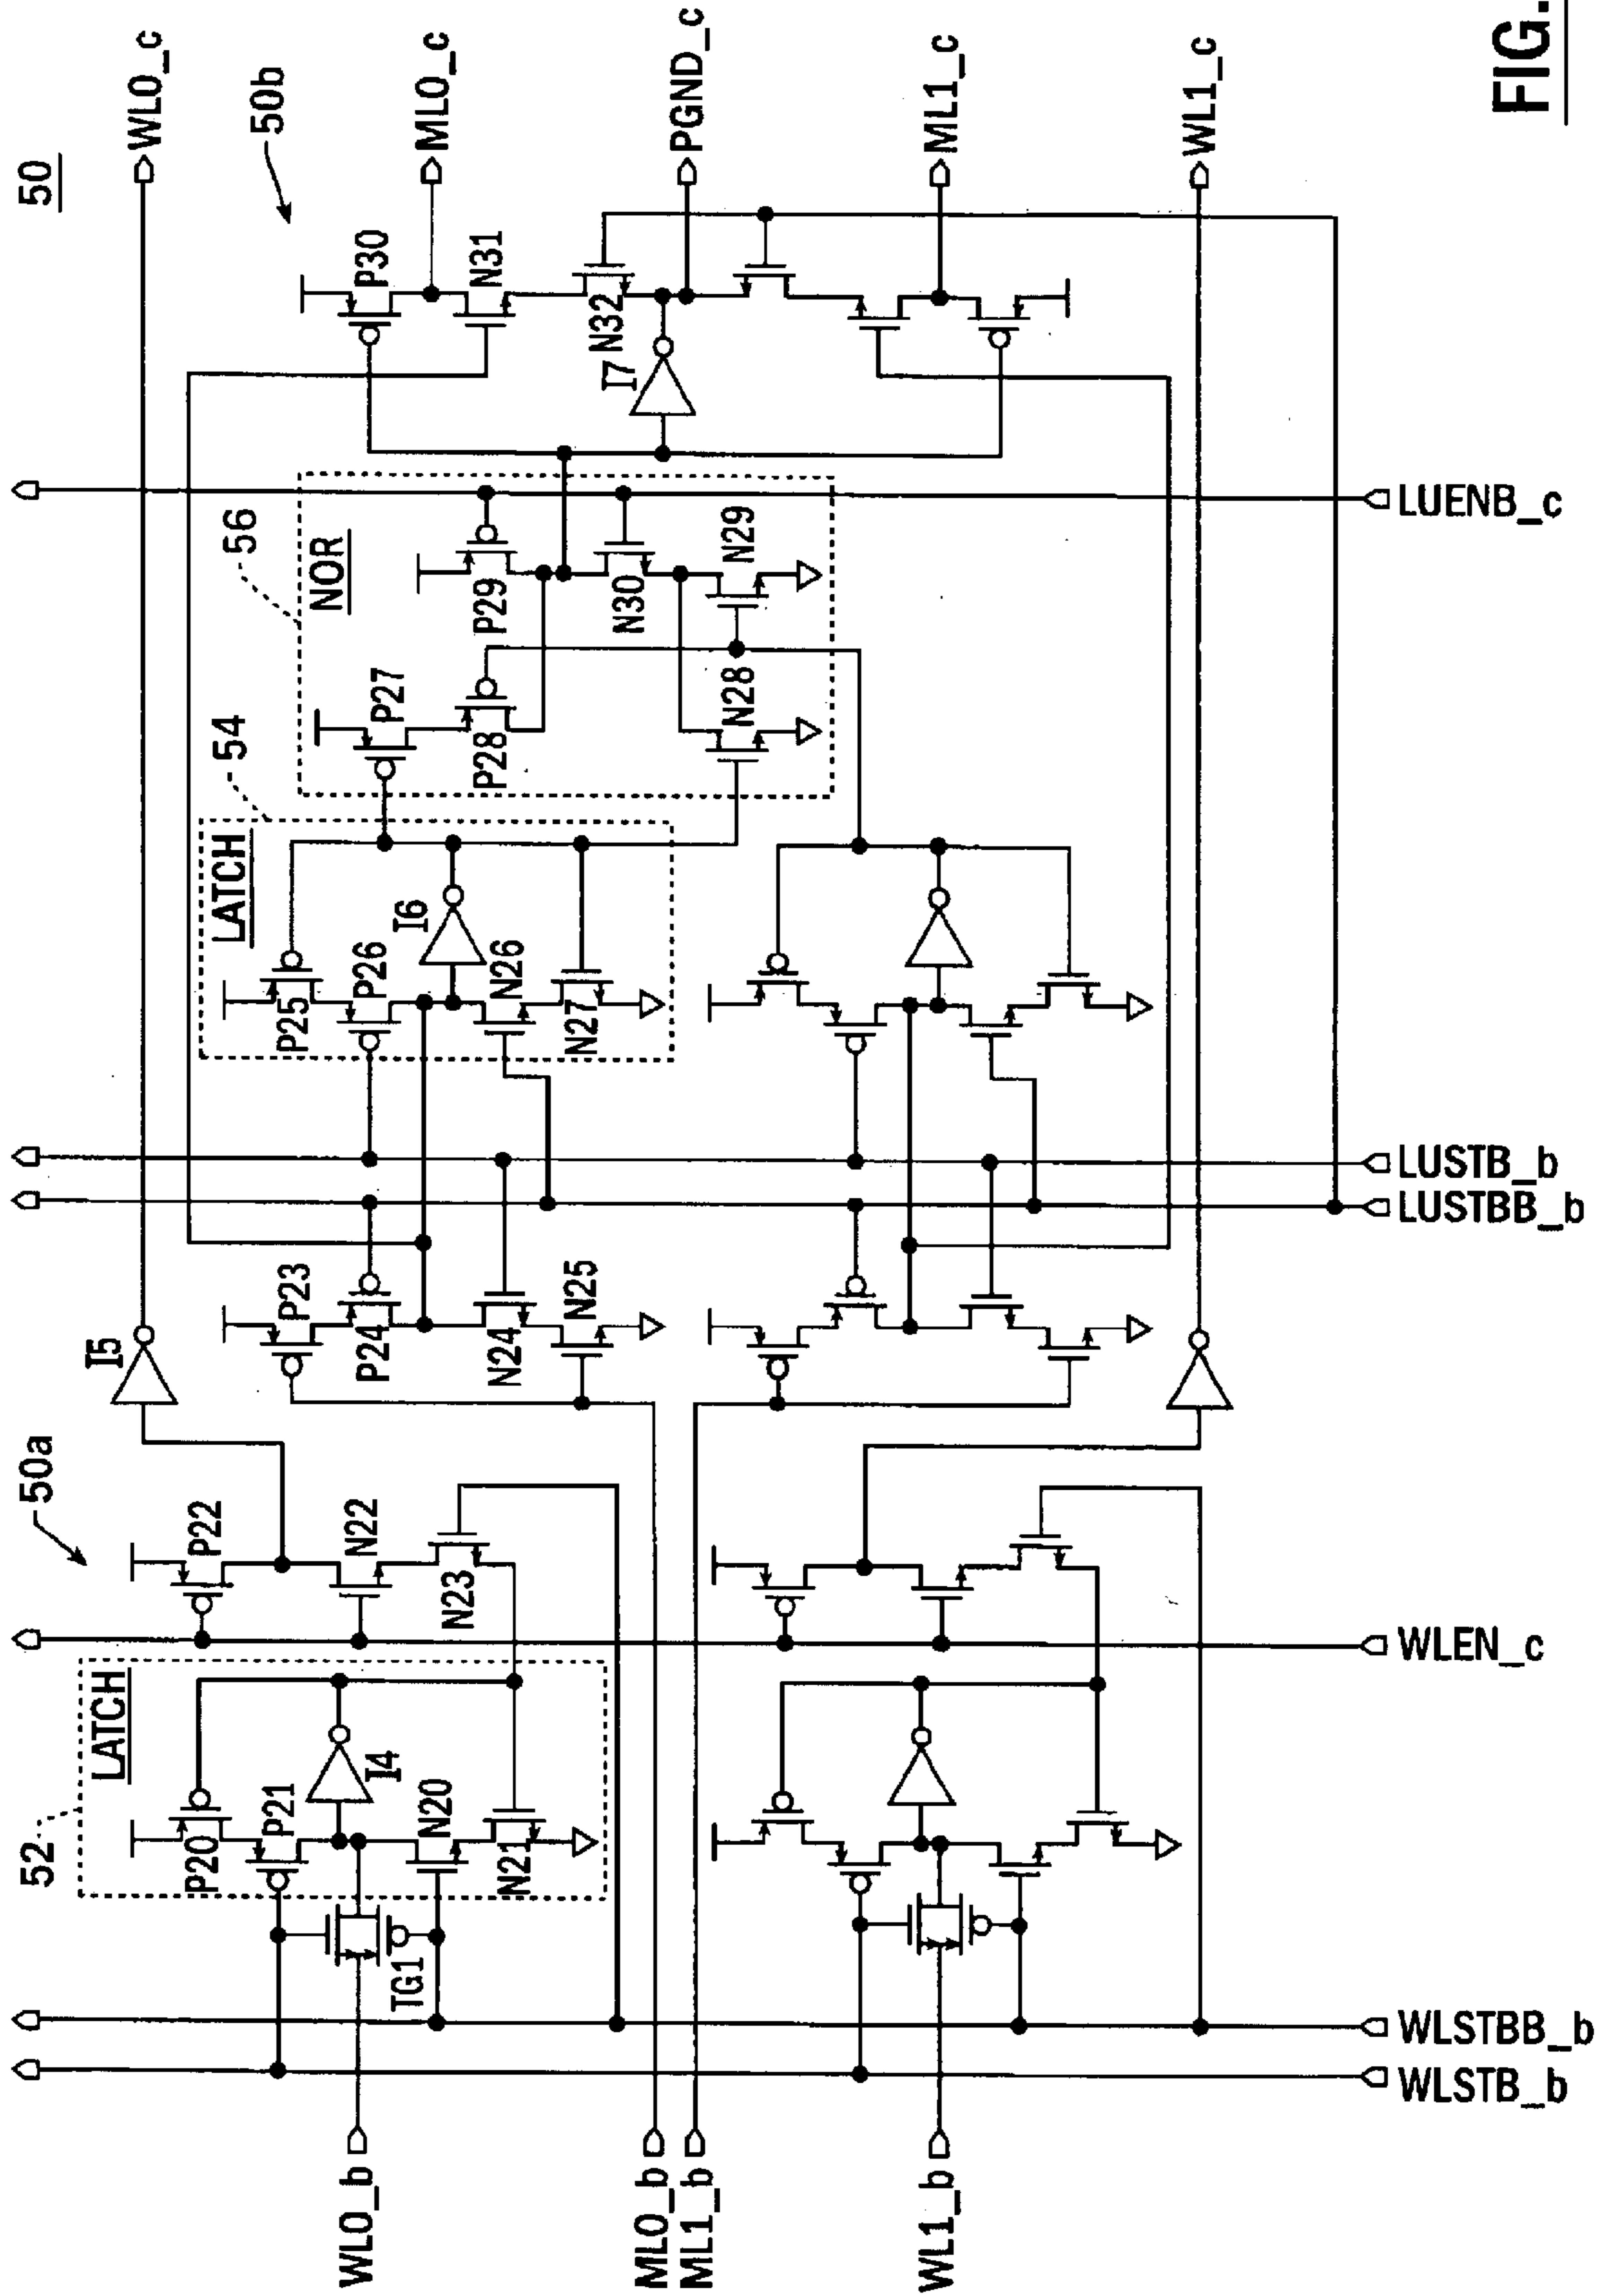 50
50b
WL0_c
ML0_c
PGND_c
ML1_c
WL1_c
FIG.
P30
N31
N32
I7
56
NOR
LUENB_c
P29
N30
N29
P27
P28
N28
54
LATCH
I6
P25
P26
N26
N27
LUSTB_b
LUSTBB_b
P23
P24
N24
N25
I5
50a
P22
N22
N23
WLEN_c
52
LATCH
I4
P20
P21
N20
N21
TG1
WLSTBB_b
WLSTB_b
WL0_b
ML0_b
ML1_b
WL1_b